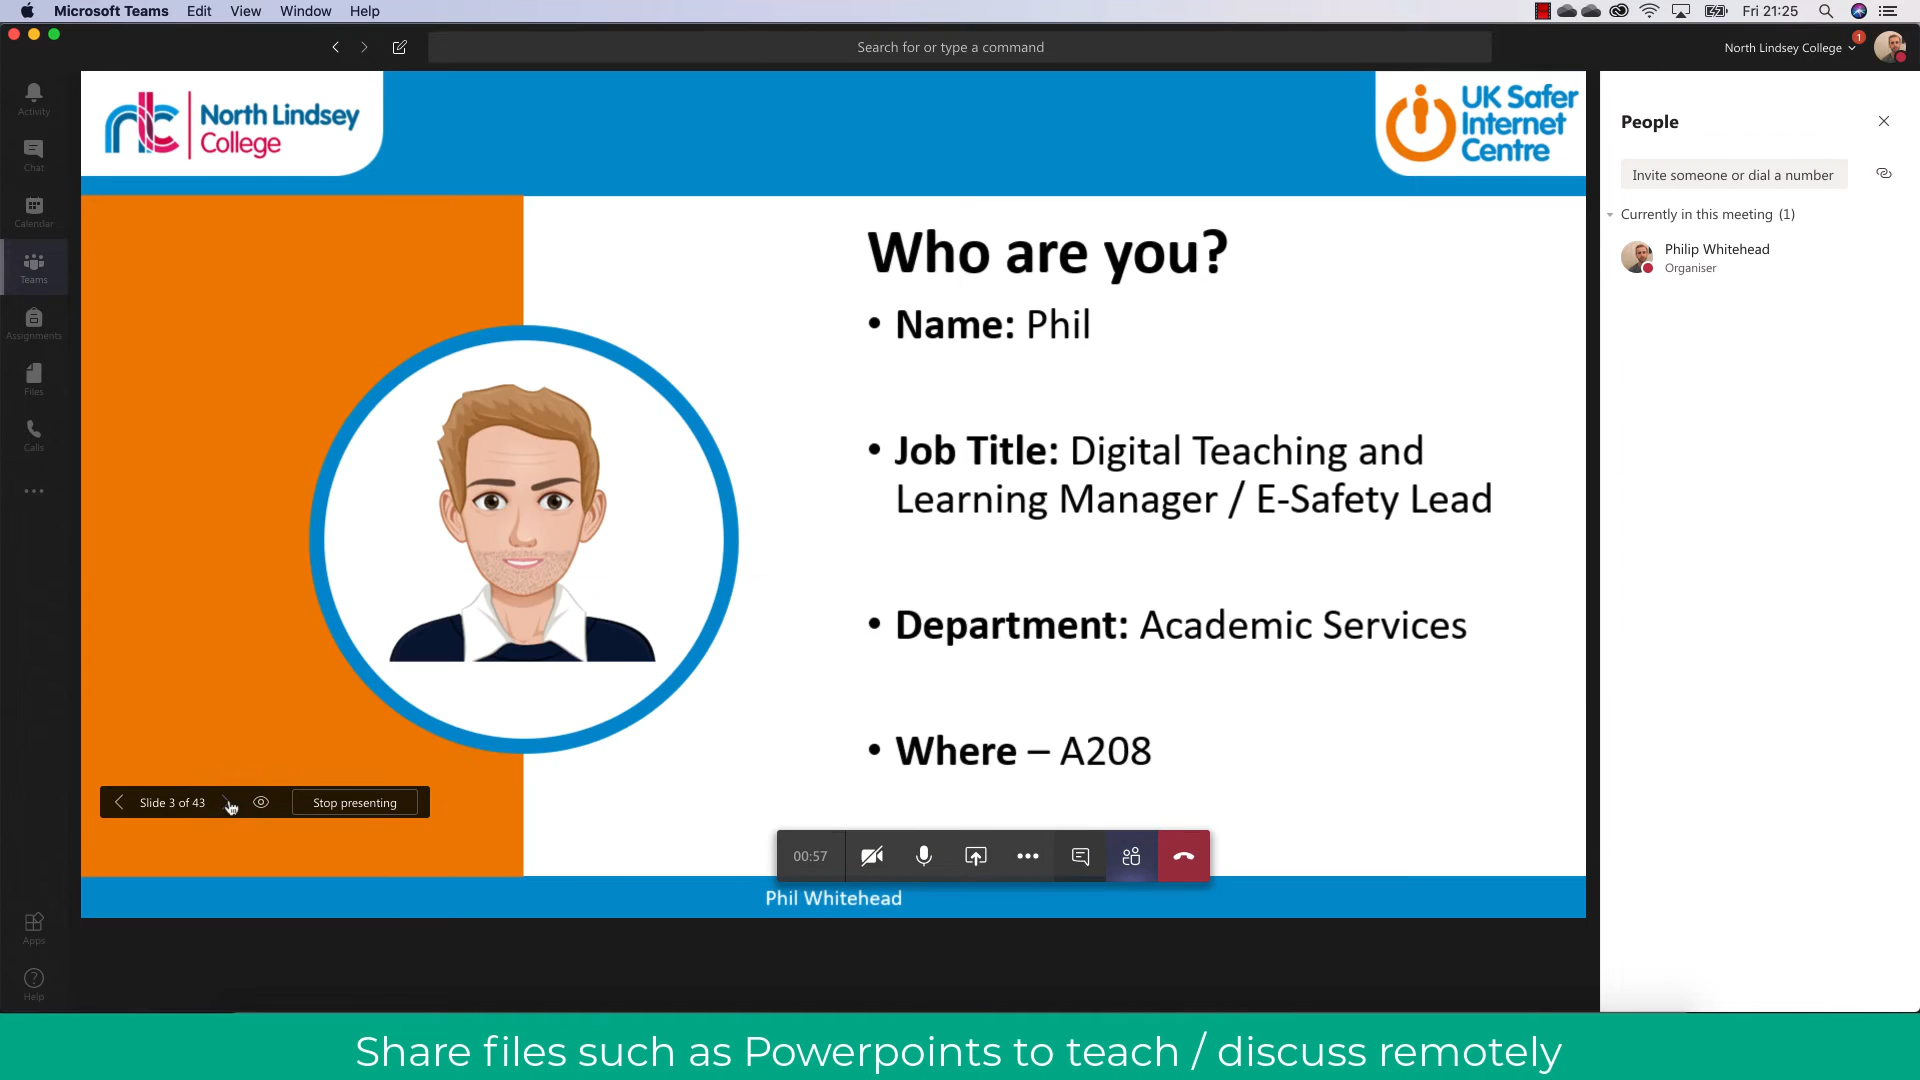 Microsoft Teams Edit View Window Help Fri 21:25
Search for or type a command
North Lindsey College
1
Activity
Chat
Calendar
Teams
Assignments
Files
Calls
Apps
Help
nlc North Lindsey
College
UK Safer
Internet
Centre
Who are you?
• Name: Phil
• Job Title: Digital Teaching and
Learning Manager / E-Safety Lead
• Department: Academic Services
• Where – A208
Slide 3 of 43
Stop presenting
00:57
Phil Whitehead
People
Invite someone or dial a number
Currently in this meeting (1)
Philip Whitehead
Organiser
Share files such as Powerpoints to teach / discuss remotely